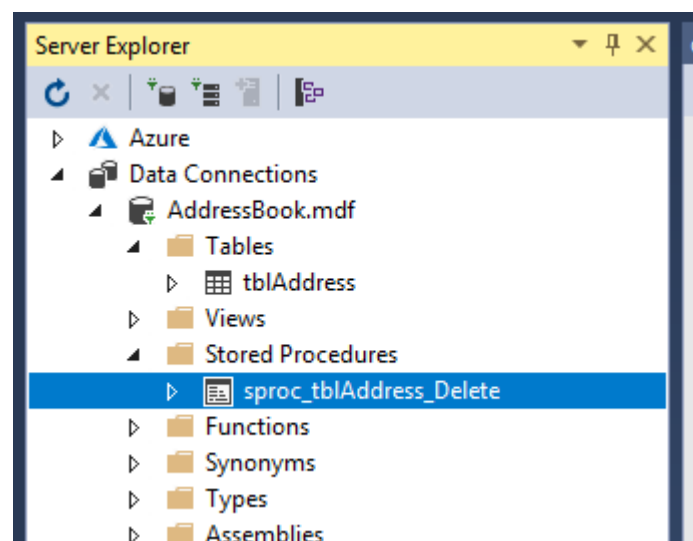 Server Explorer
Azure
Data Connections
AddressBook.mdf
Tables
tblAddress
Views
Stored Procedures
sproc_tblAddress_Delete
Functions
Synonyms
Types
Assemblies